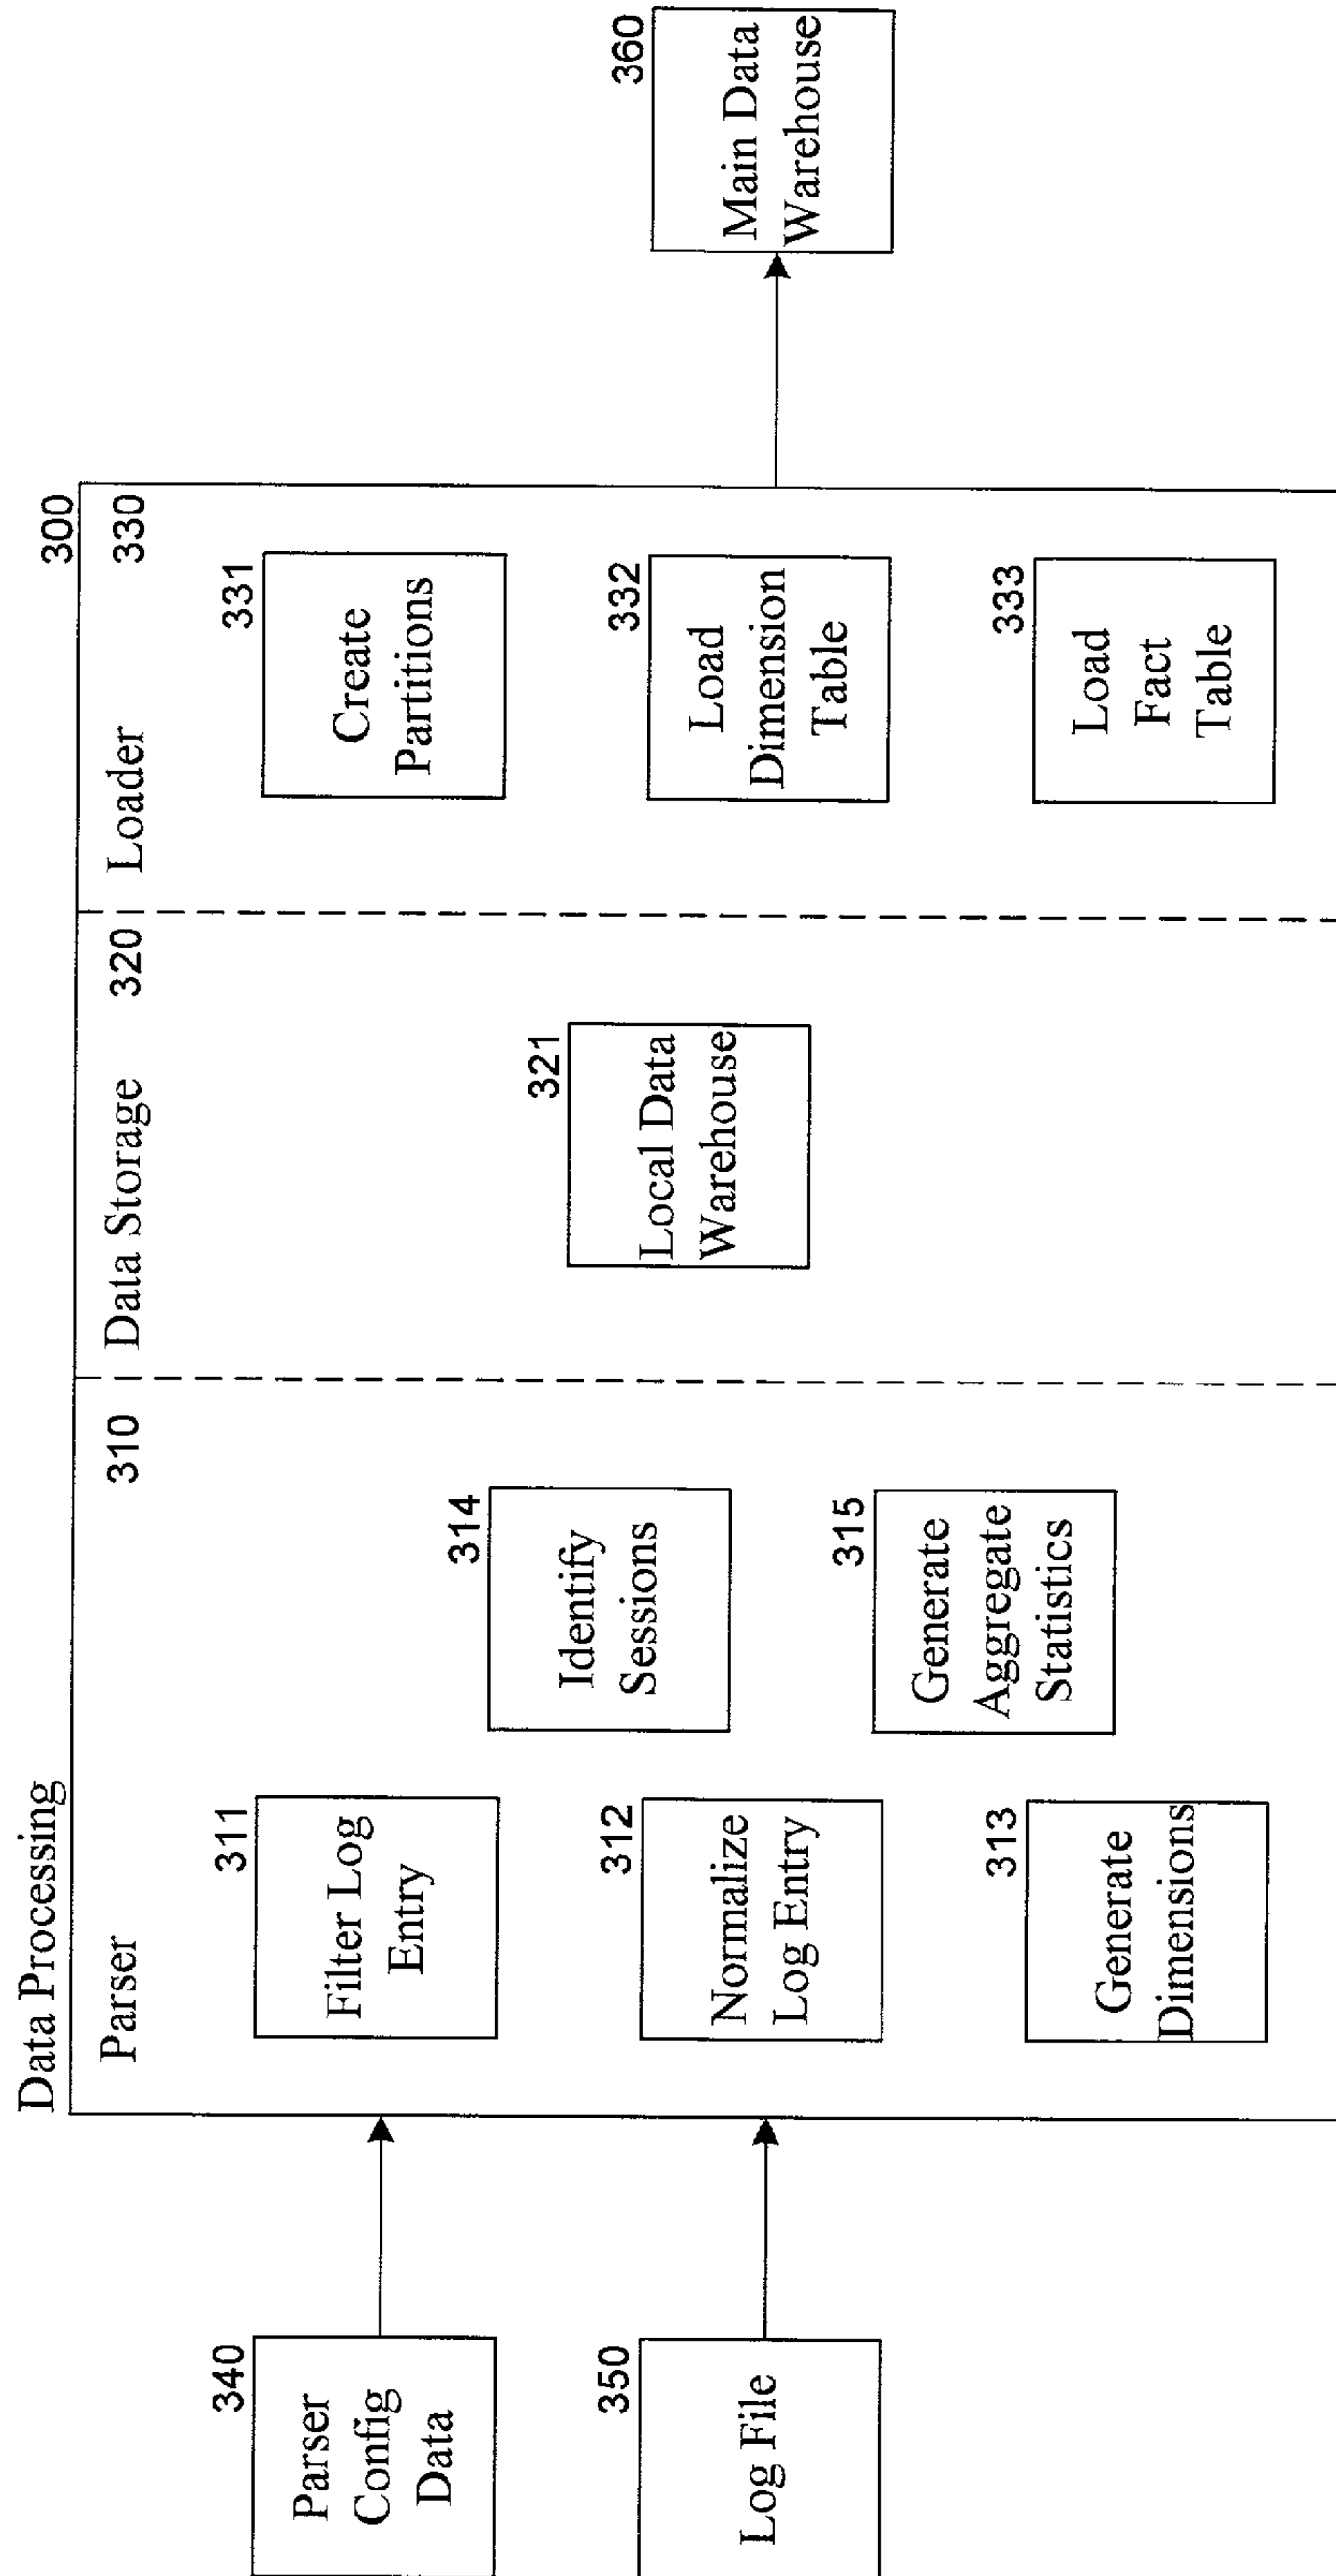 Data Processing
300
Parser
310
Data Storage
320
Loader
330
340
Parser
Config
Data
350
Log File
311
Filter Log
Entry
312
Normalize
Log Entry
313
Generate
Dimensions
314
Identify
Sessions
315
Generate
Aggregate
Statistics
321
Local Data
Warehouse
331
Create
Partitions
332
Load
Dimension
Table
333
Load
Fact
Table
360
Main Data
Warehouse